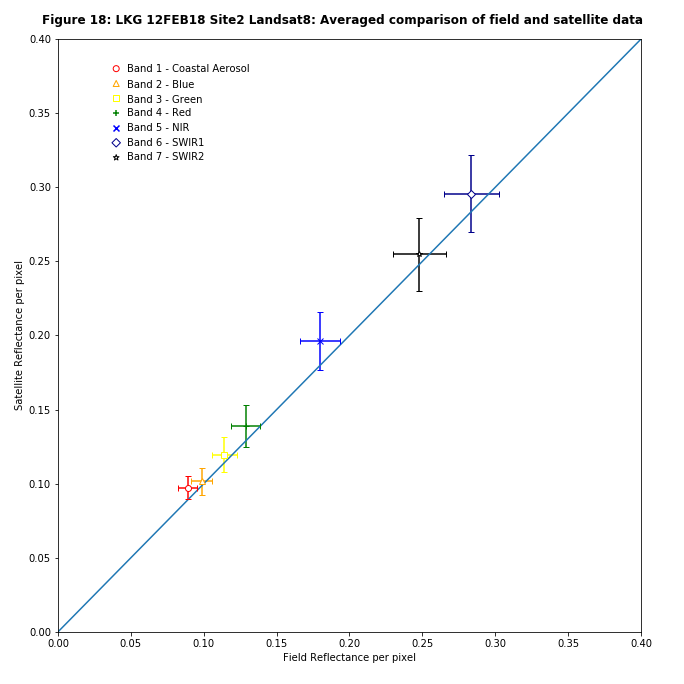 Figure 18: LKG 12FEB18 Site2 Landsat8: Averaged comparison of field and satellite data
0.40
Band 1 - Coastal Aerosol
Band 2 - Blue
Band 3 - Green
Band 4 - Red
Band 5 - NIR
Band 6 - SWIR1
Band 7 - SWIR2
0.35
0.30
0.25
0.20
0.15
0.10
0.05
0.00
Satellite Reflectance per pixel
0.00 0.05 0.10 0.15 0.20 0.25 0.30 0.35 0.40
Field Reflectance per pixel